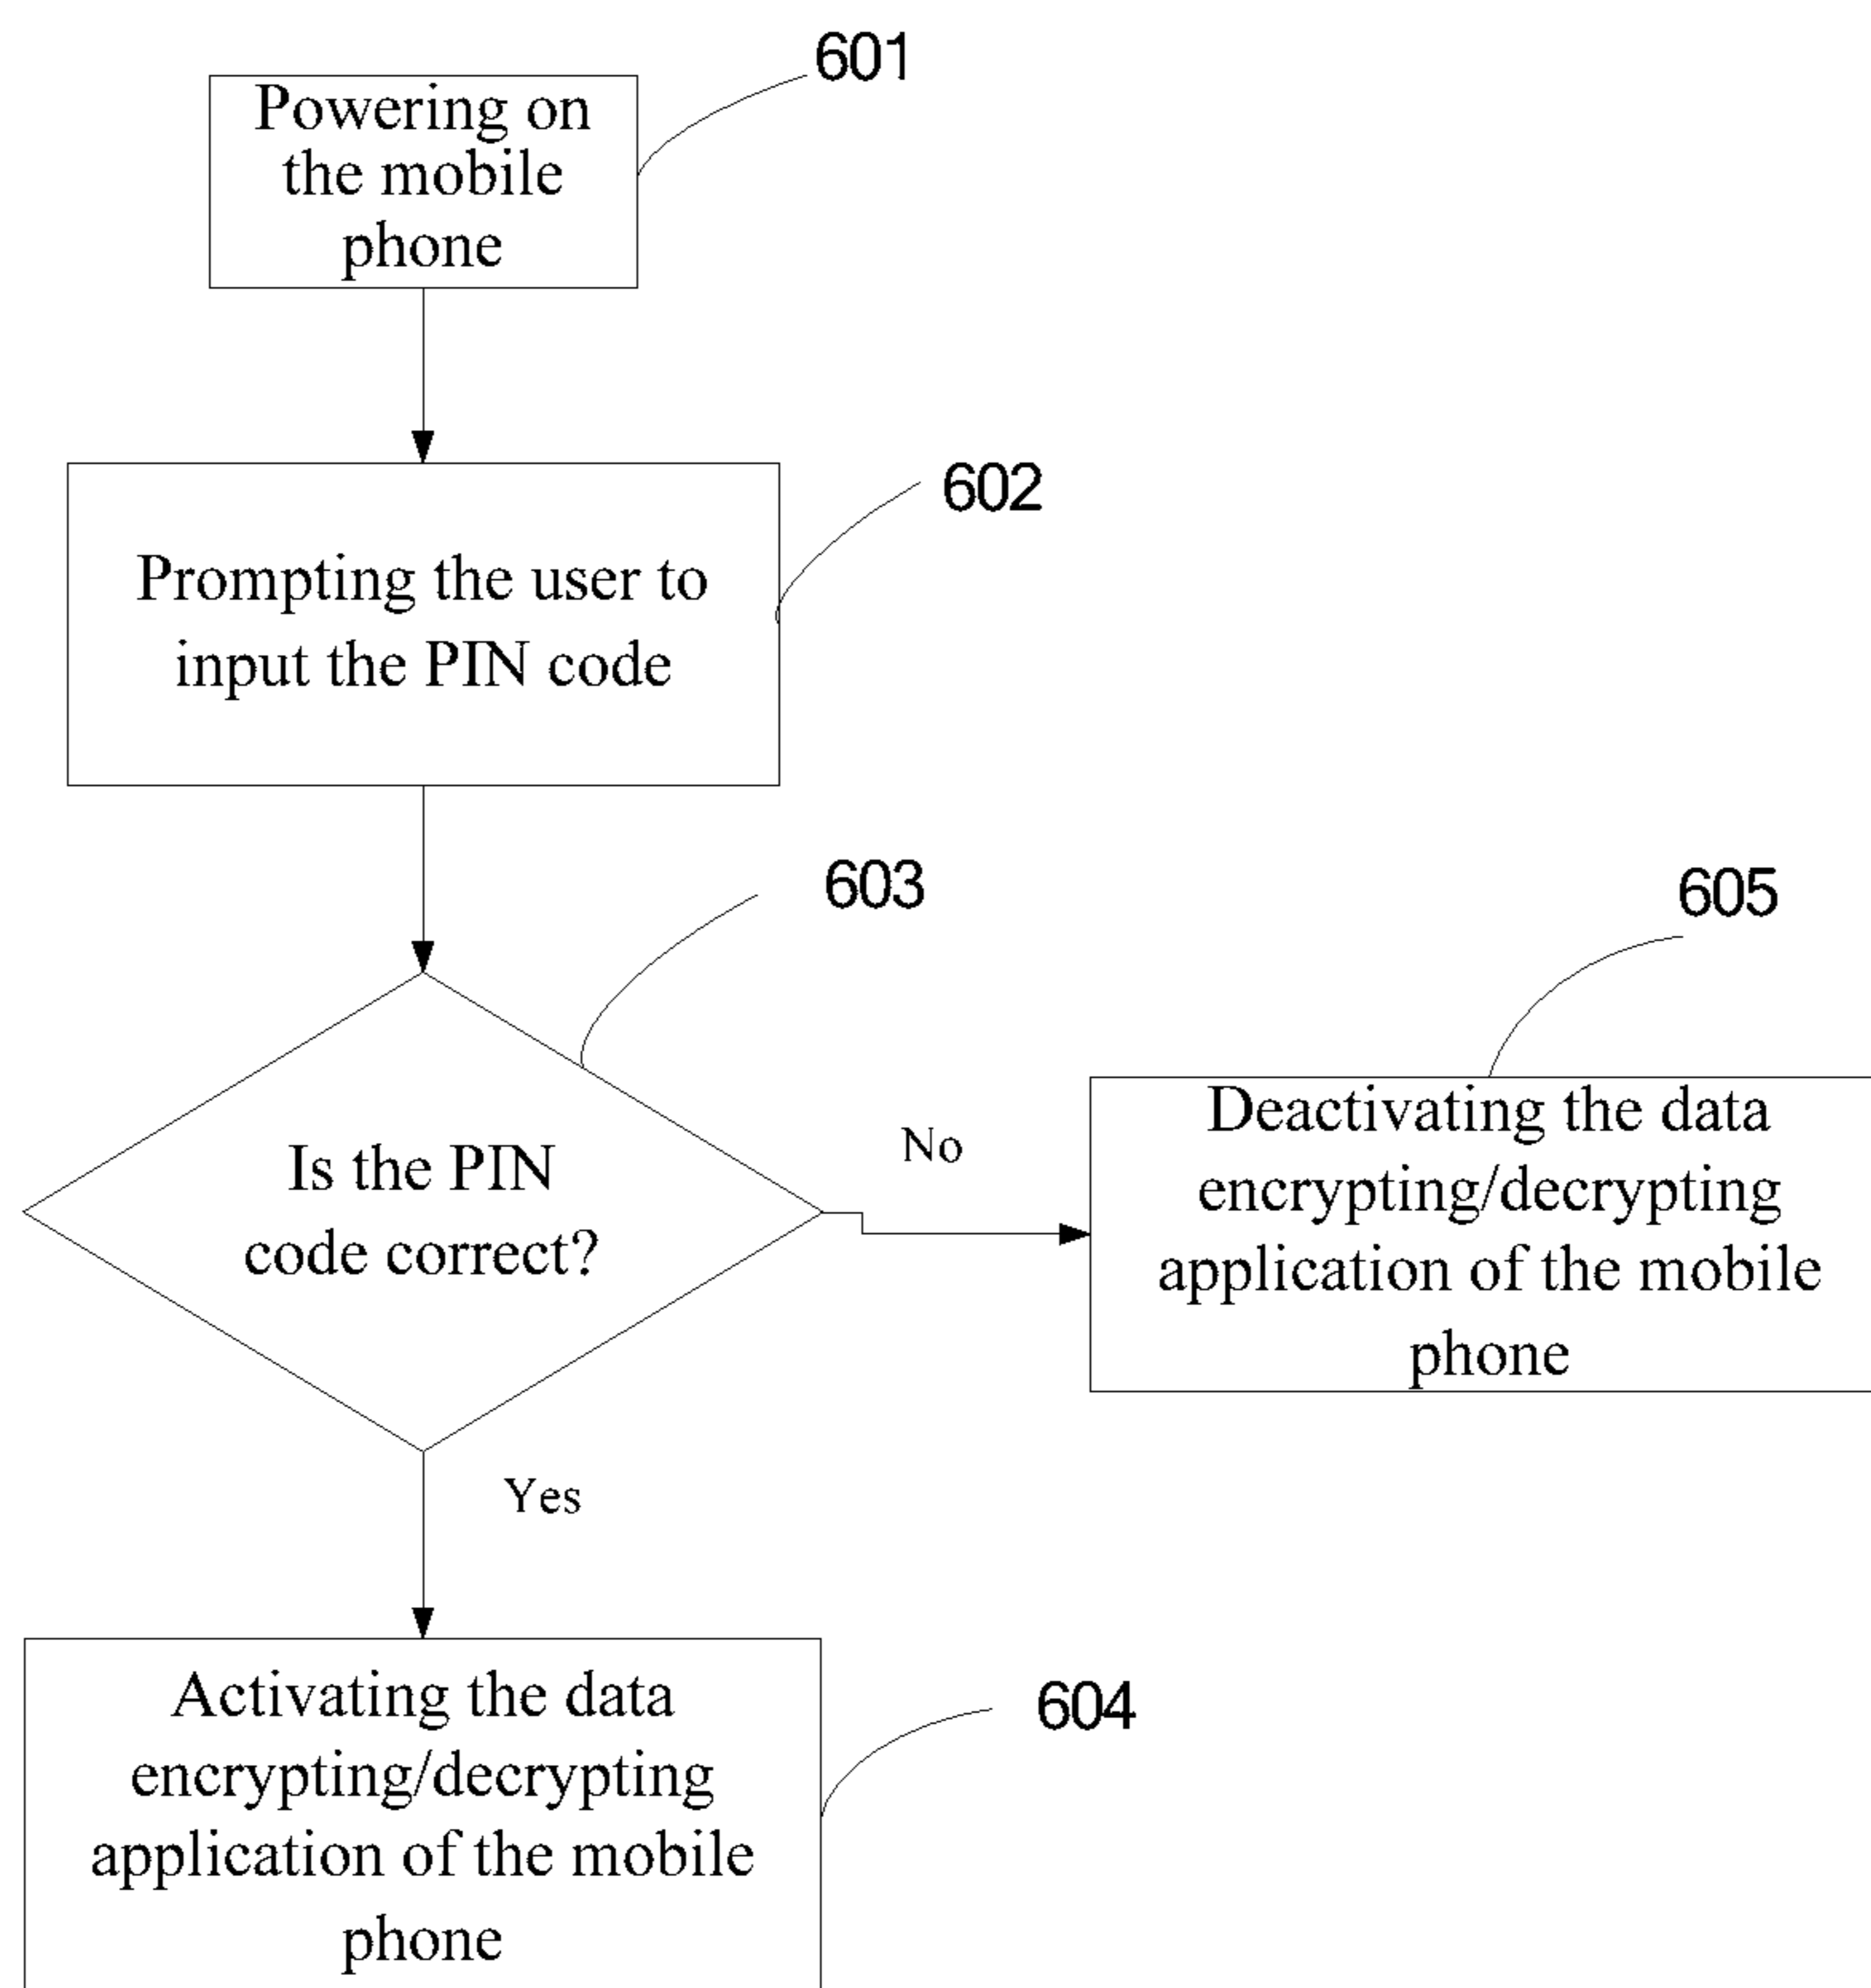 601
Powering on
the mobile
phone
602
Prompting the user to
input the PIN code
603
Is the PIN
code correct?
No
605
Deactivating the data
encrypting/decrypting
application of the mobile
phone
Yes
604
Activating the data
encrypting/decrypting
application of the mobile
phone